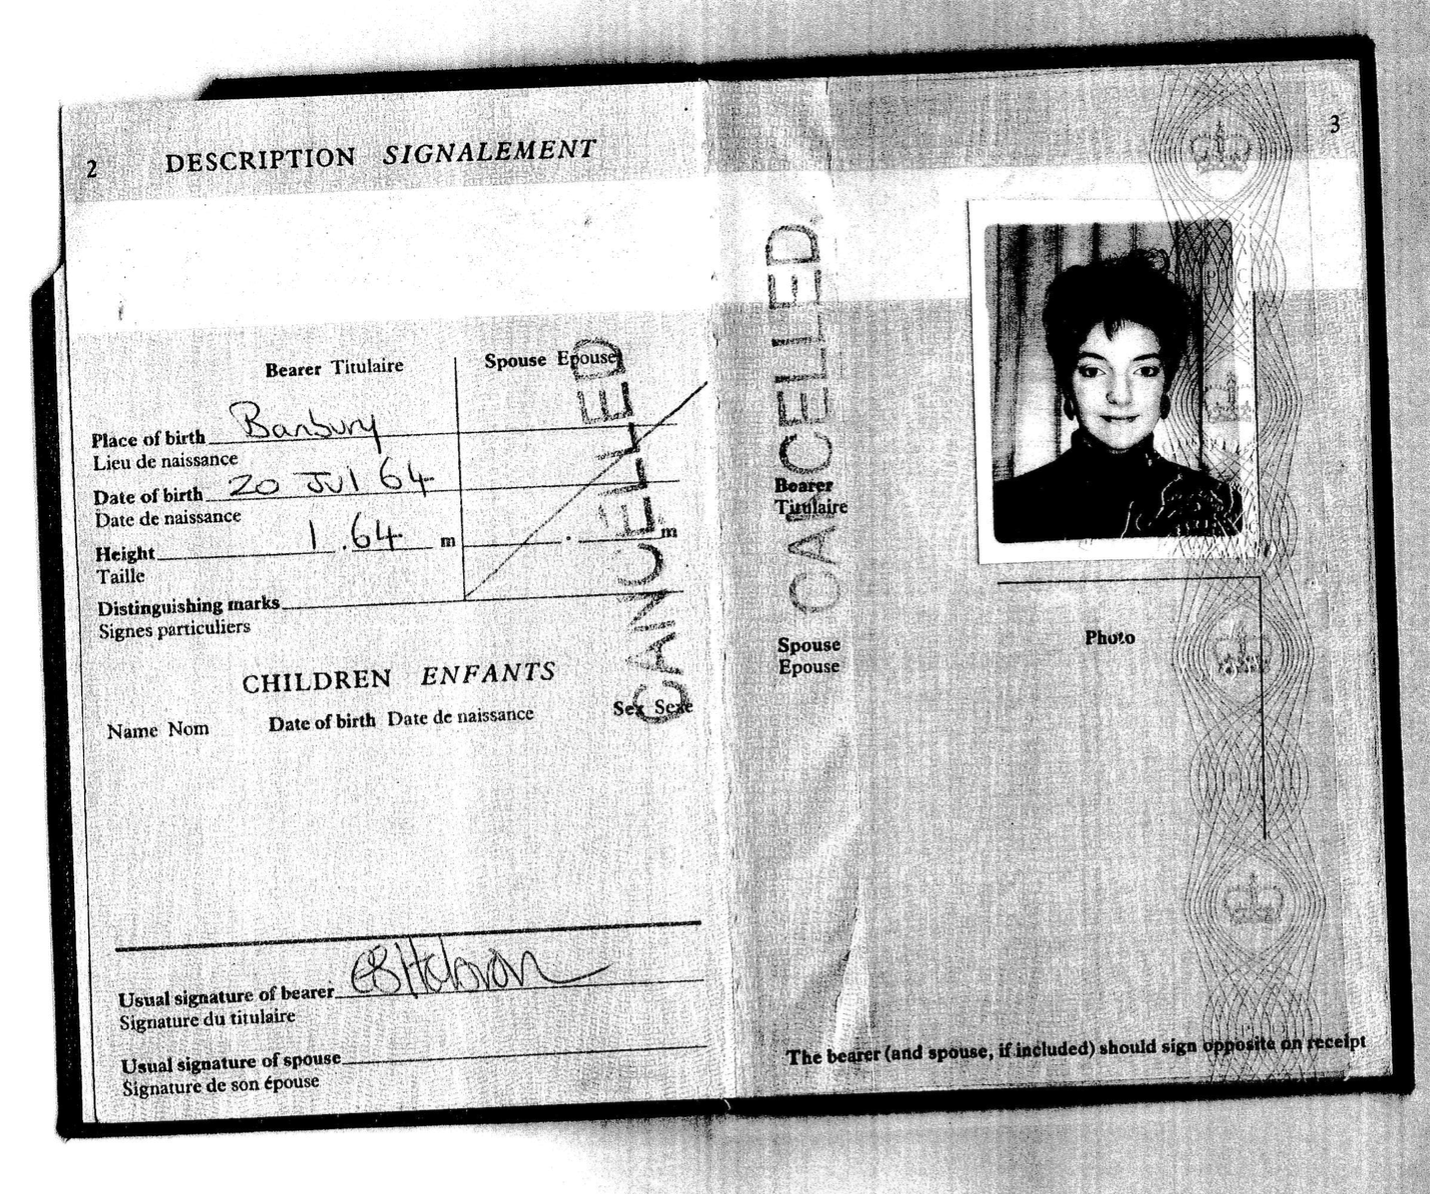 2 DESCRIPTION SIGNALEMENT
Bearer Titulaire Spouse Epouse
Place of birth Banbury
Lieu de naissance
Date of birth 20 JUl 64
Date de naissance
Height 1.64 m . m
Taille
Distinguishing marks
Signes particuliers
CANCELLED
CHILDREN ENFANTS
Name Nom Date of birth Date de naissance Sex Sexe
Usual signature of bearer
Signature du titulaire
Usual signature of spouse
Signature de son épouse
3
CANCELLED
Bearer
Titulaire
Spouse
Epouse
Photo
The bearer (and spouse, if included) should sign opposite on receipt